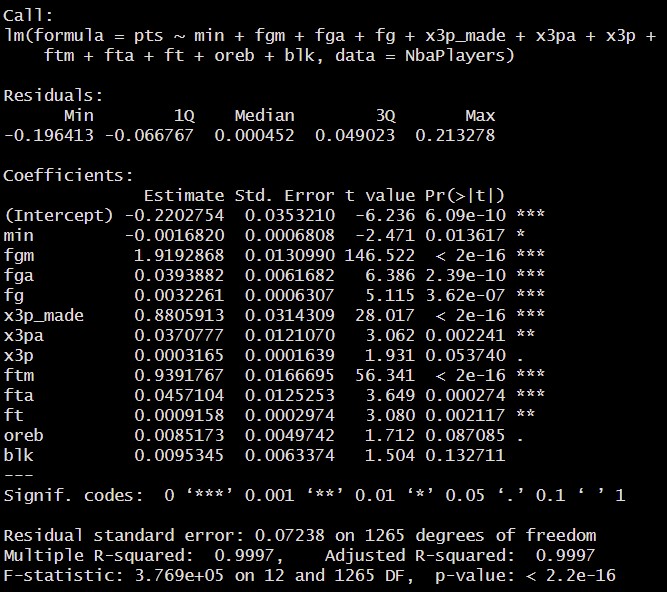 Call:
lm(formula = pts ~ min + fgm + fga + fg + x3p_made + x3pa + x3p +
    ftm + fta + ft + oreb + blk, data = NbaPlayers)

Residuals:
      Min        1Q    Median        3Q       Max
-0.196413 -0.066767  0.000452  0.049023  0.213278

Coefficients:
              Estimate Std. Error t value Pr(>|t|)
(Intercept) -0.2202754  0.0353210  -6.236 6.09e-10 ***
min         -0.0016820  0.0006808  -2.471 0.013617 *
fgm          1.9192868  0.0130990 146.522  < 2e-16 ***
fga          0.0393882  0.0061682   6.386 2.39e-10 ***
fg           0.0032261  0.0006307   5.115 3.62e-07 ***
x3p_made     0.8805913  0.0314309  28.017  < 2e-16 ***
x3pa         0.0370777  0.0121070   3.062 0.002241 **
x3p          0.0003165  0.0001639   1.931 0.053740 .
ftm          0.9391767  0.0166695  56.341  < 2e-16 ***
fta          0.0457104  0.0125253   3.649 0.000274 ***
ft           0.0009158  0.0002974   3.080 0.002117 **
oreb         0.0085173  0.0049742   1.712 0.087085 .
blk          0.0095345  0.0063374   1.504 0.132711
---
Signif. codes:  0 ‘***’ 0.001 ‘**’ 0.01 ‘*’ 0.05 ‘.’ 0.1 ‘ ’ 1

Residual standard error: 0.07238 on 1265 degrees of freedom
Multiple R-squared:  0.9997,    Adjusted R-squared:  0.9997
F-statistic: 3.769e+05 on 12 and 1265 DF,  p-value: < 2.2e-16